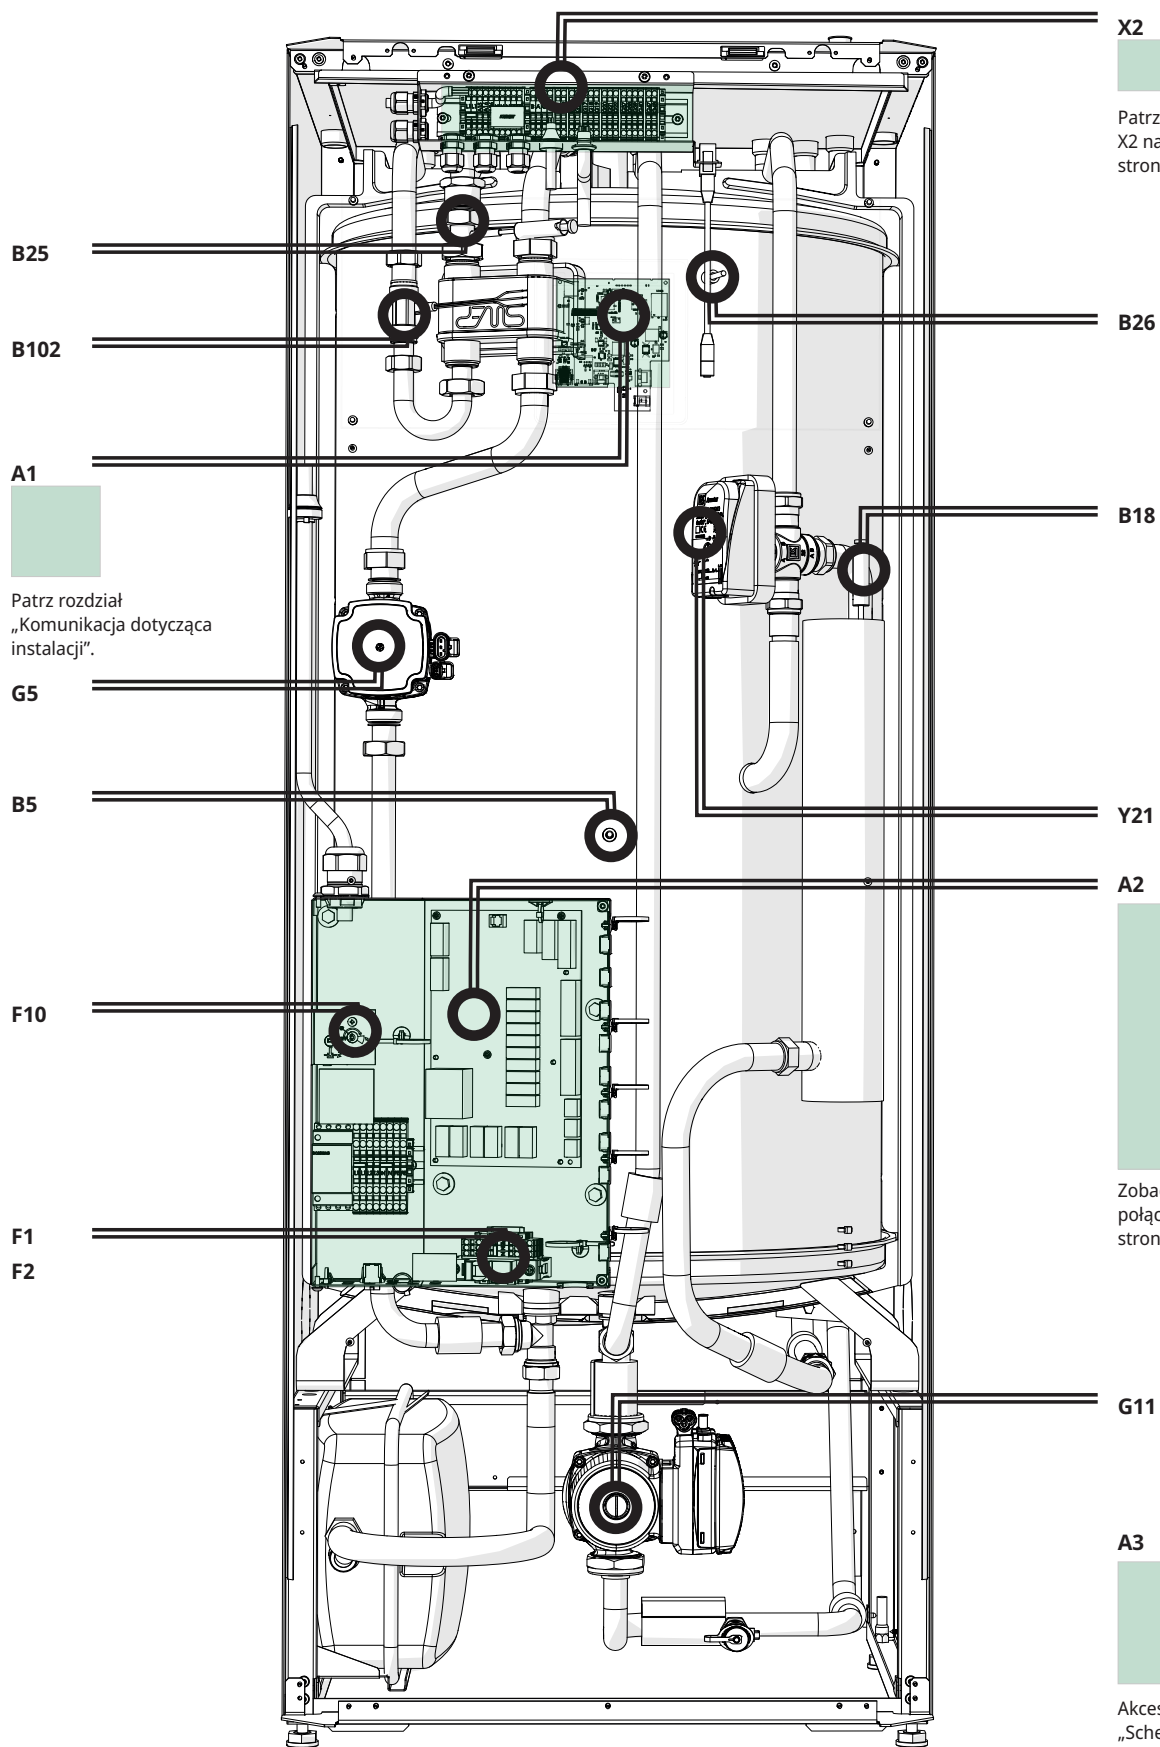 X2
Patrz
X2 na
stron
B25
B102
B26
A1
B18
Patrz rozdział
„Komunikacja dotycząca
instalacji”.
G5
B5
Y21
A2
F10
Zoba
połąc
stron
F1
F2
G11
A3
Akces
„Sche
SWEP